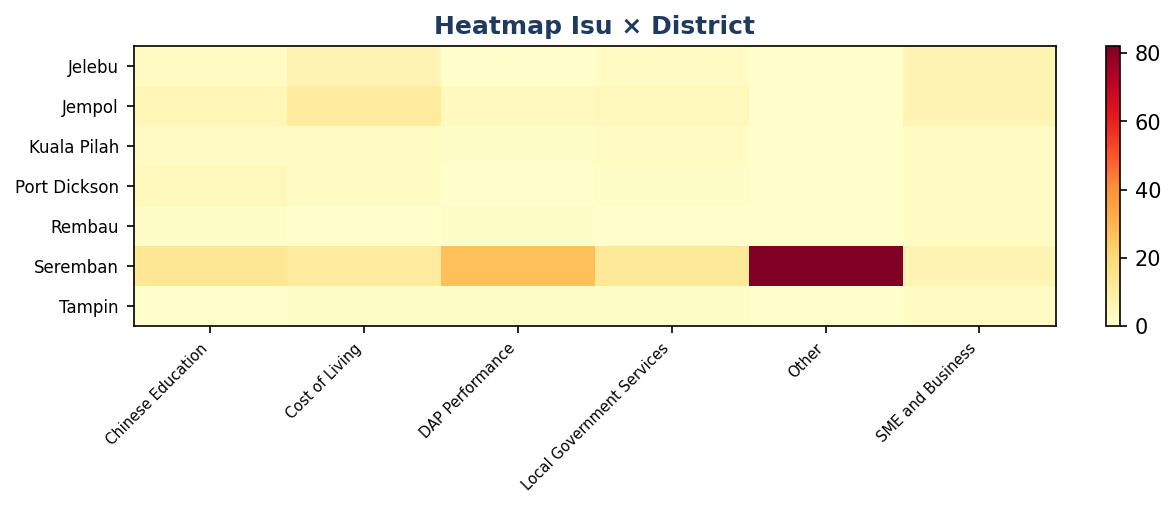 Heatmap Isu × District
Jelebu
Jempol
Kuala Pilah
Port Dickson
Rembau
Seremban
Tampin
Chinese Education
Cost of Living
DAP Performance
Local Government Services
Other
SME and Business
80
60
40
20
0